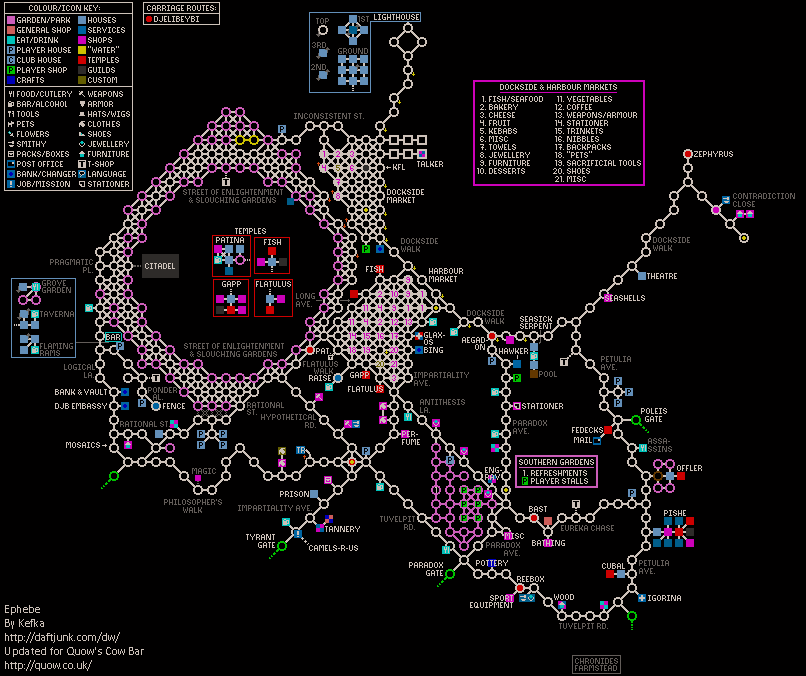 COLOUR/ICON KEY:
GARDEN/PARK
HOUSES
GENERAL SHOP
SERVICES
EAT/DRINK
SHOPS
PLAYER HOUSE
"WATER"
CLUB HOUSE
TEMPLES
PLAYER SHOP
GUILDS
CRAFTS
CUSTOM
FOOD/CUTLERY
WEAPONS
BAR/ALCOHOL
ARMOR
TOOLS
HATS/WIGS
PETS
CLOTHES
FLOWERS
SHOES
SMITHY
JEWELLERY
PACKS/BOXES
FURNITURE
POST OFFICE
T-SHOP
BANK/CHANGER
LANGUAGE
JOB/MISSION
STATIONER
CARRIAGE ROUTES:
DJELIBEYBI
TOP
1ST
LIGHTHOUSE
3RD
GROUND
2ND
DOCKSIDE & HARBOUR MARKETS
1. FISH/SEAFOOD
2. BAKERY
3. CHEESE
4. FRUIT
5. KEBABS
6. MISC
7. TOWELS
8. JEWELLERY
9. FURNITURE
10. DESSERTS
11. VEGETABLES
12. COFFEE
13. WEAPONS/ARMOUR
14. STATIONER
15. TRINKETS
16. NIBBLES
17. BACKPACKS
18. "PETS"
19. SACRIFICIAL TOOLS
20. SHOES
21. MISC
INCONSISTENT ST.
KFL
TALKER
ZEPHYRUS
STREET OF ENLIGHTENMENT
& SLOUCHING GARDENS
DOCKSIDE
MARKET
CONTRADICTION
CLOSE
TEMPLES
PATINA
FISH
DOCKSIDE
WALK
DOCKSIDE
WALK
PRAGMATIC
PL.
CITADEL
FISH
HARBOUR
MARKET
THEATRE
GROVE
GARDEN
GAPP
FLATULUS
LONG
AVE.
SEASHELLS
TAVERNA
DOCKSIDE
WALK
SEASICK
SERPENT
BAR
FLAMING
RAMS
STREET OF ENLIGHTENMENT
& SLOUCHING GARDENS
PAT.
GLAX-
OS
BING
AEGAD-
ON
HAWKER
PETULIA
AVE.
LOGICAL
LA.
FLATULUS
WALK
RAISE
GAPP
FLATULUS
IMPARTIALITY
AVE.
POOL
BANK & VAULT
PONDER
AL.
DJB EMBASSY
FENCE
RATIONAL
ST.
HYPOTHETICAL
RD.
ANTITHESIS
LA.
STATIONER
POLEIS
GATE
RATIONAL ST.
PARADOX
AVE.
FEDECKS
MAIL
MOSAICS
PER-
FUME
ASSA-
SSINS
MAGIC
PHILOSOPHER'S
WALK
TR
PRISON
ENG-
RAV
SOUTHERN GARDENS
1. REFRESHMENTS
P PLAYER STALLS
OFFLER
IMPARTIALITY AVE.
TYRANT
GATE
TANNERY
CAMELS-R-US
TUVELPIT
RD.
BAST
EUREKA CHASE
PISHE
MISC
BATHING
PARADOX
AVE.
PARADOX
GATE
POTTERY
CUBAL
PETULIA
AVE.
REEBOX
SPORT
EQUIPMENT
WOOD
IGORINA
TUVELPIT RD.
Ephebe
By Kefka
http://daftjunk.com/dw/
Updated for Quow's Cow Bar
http://quow.co.uk/
CHRONIDES
FARMSTEAD